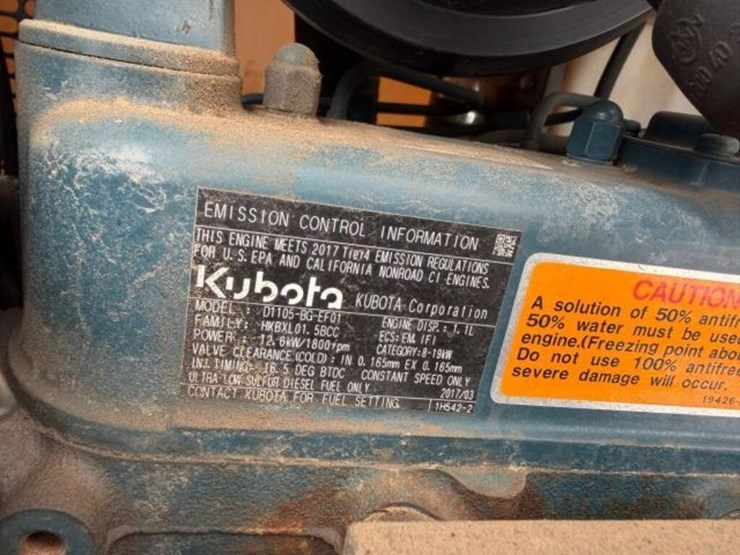 EMISSION CONTROL INFORMATION
THIS ENGINE MEETS 2017 Tier4 EMISSION REGULATIONS
FOR U.S. EPA AND CALIFORNIA NONROAD CI ENGINES.
Kubota KUBOTA Corporation
MODEL : D1105-BG-EF01 ENGINE DISP.: 1.1L
FAMILY: HKBXL01.5BCC ECS:EM, IFI
POWER : 12.6kW/1800rpm CATEGORY:8-19kW
VALVE CLEARANCE(COLD): IN 0.165mm EX 0.165mm
INJ.TIMING: 16.5 DEG BTDC CONSTANT SPEED ONLY
ULTRA LOW SULFUR DIESEL FUEL ONLY 2017/03
CONTACT KUBOTA FOR FUEL SETTING 1H542-2
CAUTION
A solution of 50% antifr
50% water must be used
engine.(Freezing point abou
Do not use 100% antifree
severe damage will occur.
19426-